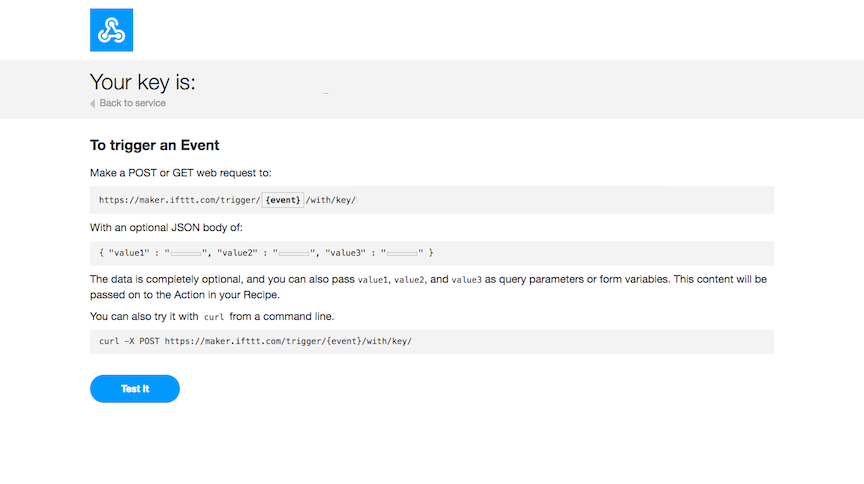 Your key is:
Back to service
To trigger an Event
Make a POST or GET web request to:
https://maker.ifttt.com/trigger/ {event} /with/key/
With an optional JSON body of:
{ "value1" : "", "value2" : "", "value3" : "" }
The data is completely optional, and you can also pass value1, value2, and value3 as query parameters or form variables. This content will be
passed on to the Action in your Recipe.
You can also try it with curl from a command line.
curl -X POST https://maker.ifttt.com/trigger/{event}/with/key/
Test It